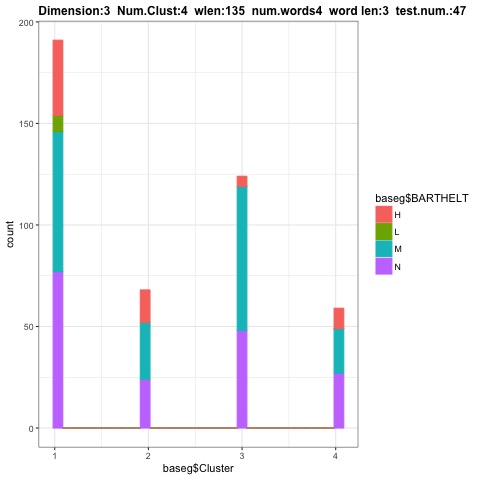 Dimension:3 Num.Clust:4 wlen:135 num.words4 word len:3 test.num.:47
200
150
100
50
0
count
1 2 3 4
baseg$Cluster
baseg$BARTHELT
H
L
M
N